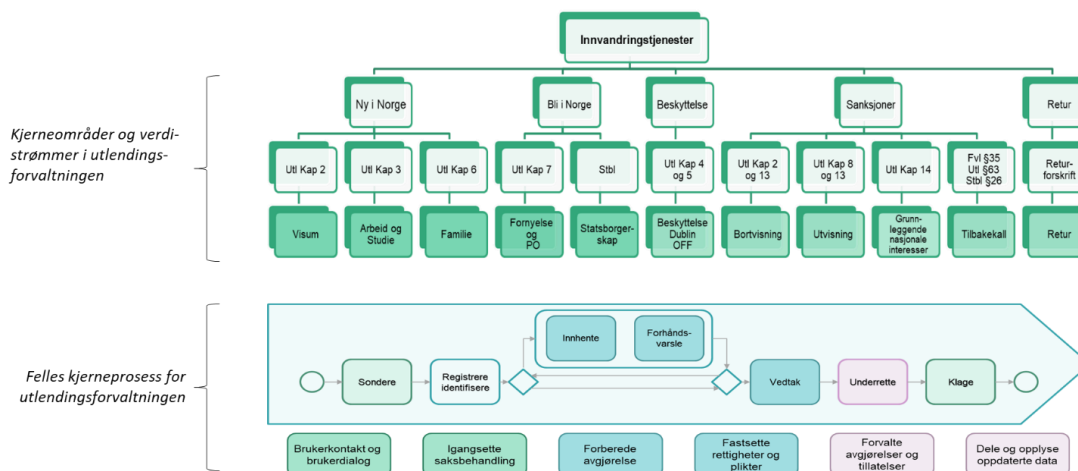 Innvandringstjenester
Ny i Norge
Bli i Norge
Beskyttelse
Sanksjoner
Retur
Kjerneområder og verdi-
strømmer i utlendings-
forvaltningen
Utl Kap 2
Utl Kap 3
Utl Kap 6
Utl Kap 7
Stbl
Utl Kap 4
og 5
Utl Kap 2
og 13
Utl Kap 8
og 13
Utl Kap 14
Fvl §35
Utl §63
Stbl §26
Retur-
forskrift
Visum
Arbeid og
Studie
Familie
Fornyelse
og
PO
Statsborger-
skap
Beskyttelse
Dublin
OFF
Bortvisning
Utvisning
Grunn-
leggende
nasjonale
interesser
Tilbakekall
Retur
Felles kjerneprosess for
utlendingsforvaltningen
Sondere
Registrere
identifisere
Innhente
Forhånds-
varsle
Vedtak
Underrette
Klage
Brukerkontakt og
brukerdialog
Igangsette
saksbehandling
Forberede
avgjørelse
Fastsette
rettigheter og
plikter
Forvalte
avgjørelser og
tillatelser
Dele og opplyse
oppdaterte data